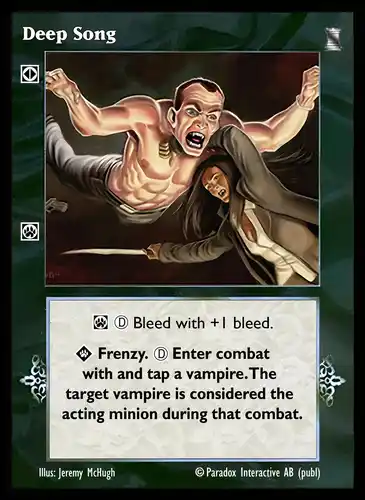 Deep Song
Ⓓ Bleed with +1 bleed.
Frenzy. Ⓓ Enter combat
with and tap a vampire.The
target vampire is considered the
acting minion during that combat.
Illus: Jeremy McHugh
© Paradox Interactive AB (publ)